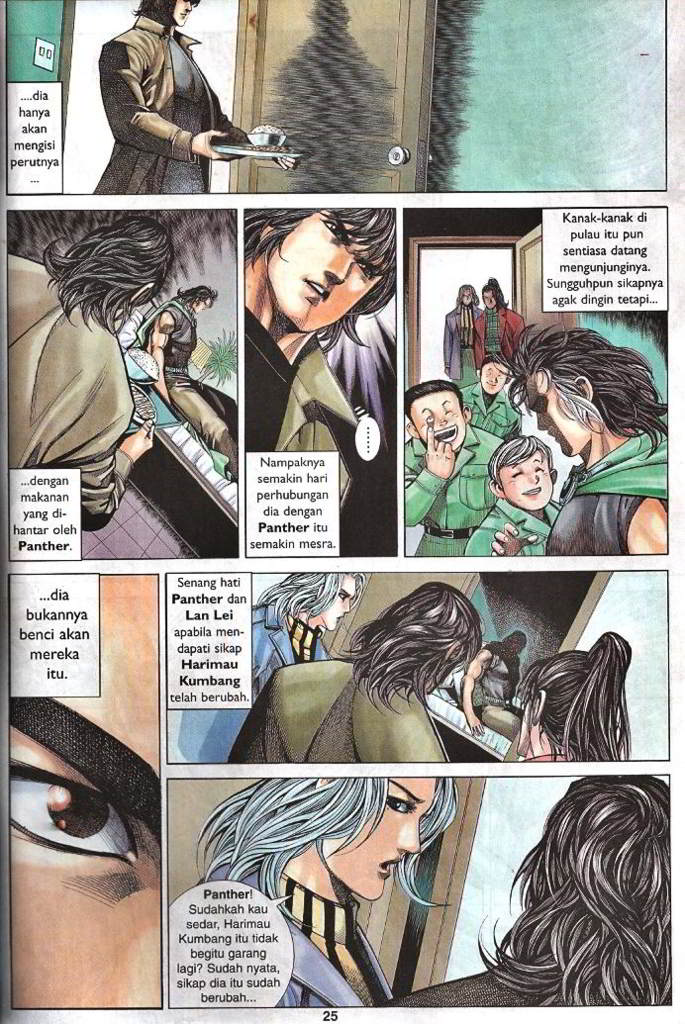 ....dia
hanya
akan
mengisi
perutnya
...
...dengan
makanan
yang di-
hantar oleh
Panther.
......
Nampaknya
semakin hari
perhubungan
dia dengan
Panther itu
semakin mesra.
Kanak-kanak di
pulau itu pun
sentiasa datang
mengunjunginya.
Sungguhpun sikapnya
agak dingin tetapi...
...dia
bukannya
benci akan
mereka
itu.
Senang hati
Panther dan
Lan Lei
apabila men-
dapati sikap
Harimau
Kumbang
telah berubah.
Panther!
Sudahkah kau
sedar, Harimau
Kumbang itu tidak
begitu garang
lagi? Sudah nyata,
sikap dia itu sudah
berubah...
25